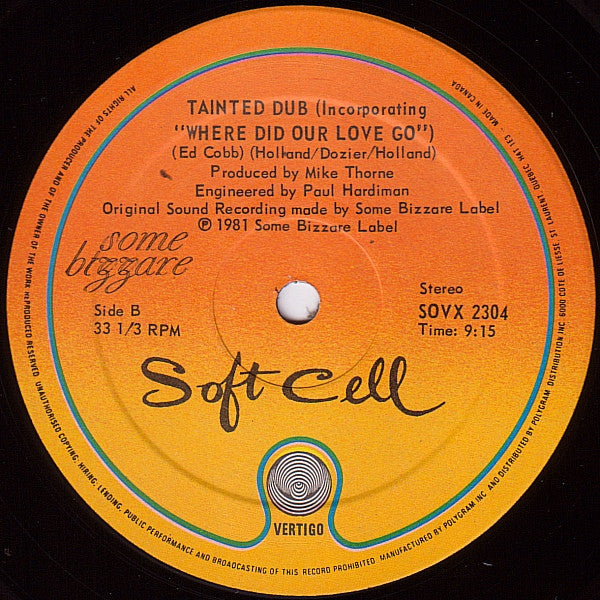 TAINTED DUB (Incorporating
"WHERE DID OUR LOVE GO")
(Ed Cobb) (Holland/Dozier/Holland)
Produced by Mike Thorne
Engineered by Paul Hardiman
Original Sound Recording made by Some Bizzare Label
℗ 1981 Some Bizzare Label
some
bizzare
Side B
33 1/3 RPM
Stereo
SOVX 2304
Time: 9:15
Soft Cell
VERTIGO
ALL RIGHTS OF THE PRODUCER AND OF THE OWNER OF THE WORK REPRODUCED RESERVED. UNAUTHORISED COPYING, HIRING, LENDING, PUBLIC PERFORMANCE AND BROADCASTING OF THIS RECORD PROHIBITED. MANUFACTURED BY POLYGRAM INC. AND DISTRIBUTED BY POLYGRAM DISTRIBUTION INC. 6000 COTE DE LIESSE, ST. LAURENT, QUEBEC H4T 1E3 - MADE IN CANADA